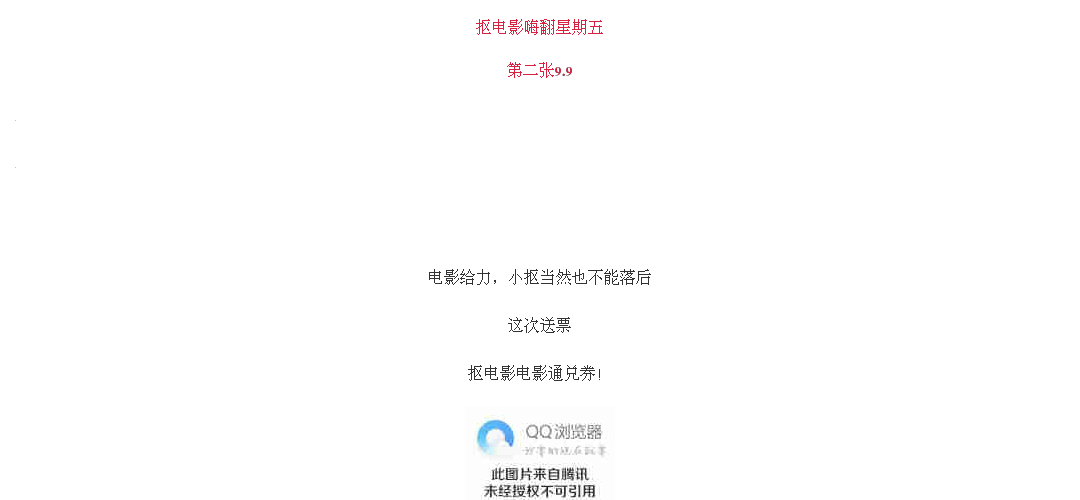 抠电影嗨翻星期五
第二张9.9
电影给力，小抠当然也不能落后
这次送票
抠电影电影通兑券!
QQ浏览器
此图片来自腾讯
未经授权不可引用